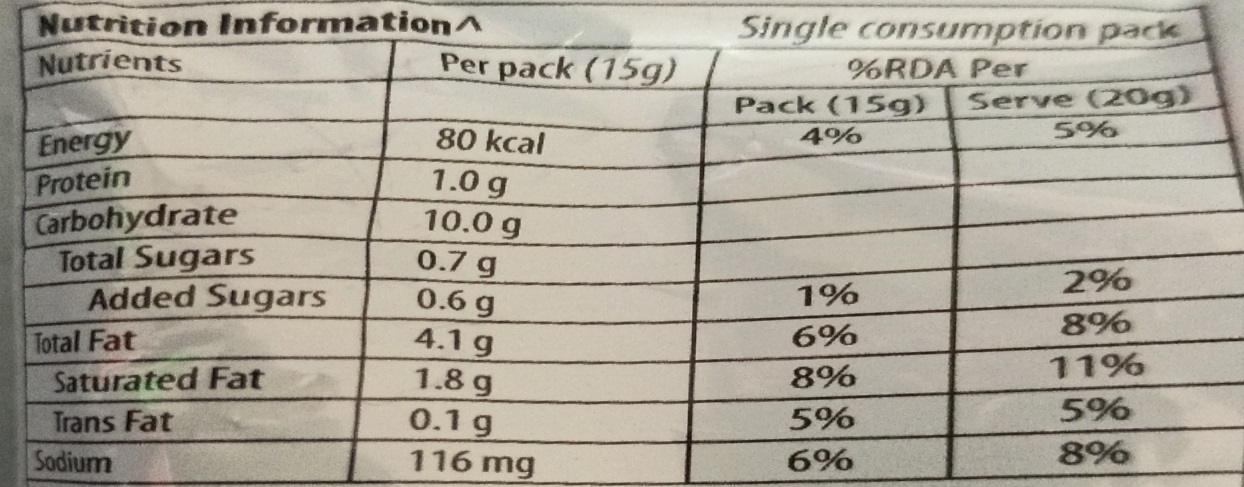 Nutrition Information^ Single consumption pack
Nutrients Per pack (15g) %RDA Per
Pack (15g) Serve (20g)
Energy 80 kcal 4% 5%
Protein 1.0 g
Carbohydrate 10.0 g
Total Sugars 0.7 g
Added Sugars 0.6 g 1% 2%
Total Fat 4.1 g 6% 8%
Saturated Fat 1.8 g 8% 11%
Trans Fat 0.1 g 5% 5%
Sodium 116 mg 6% 8%